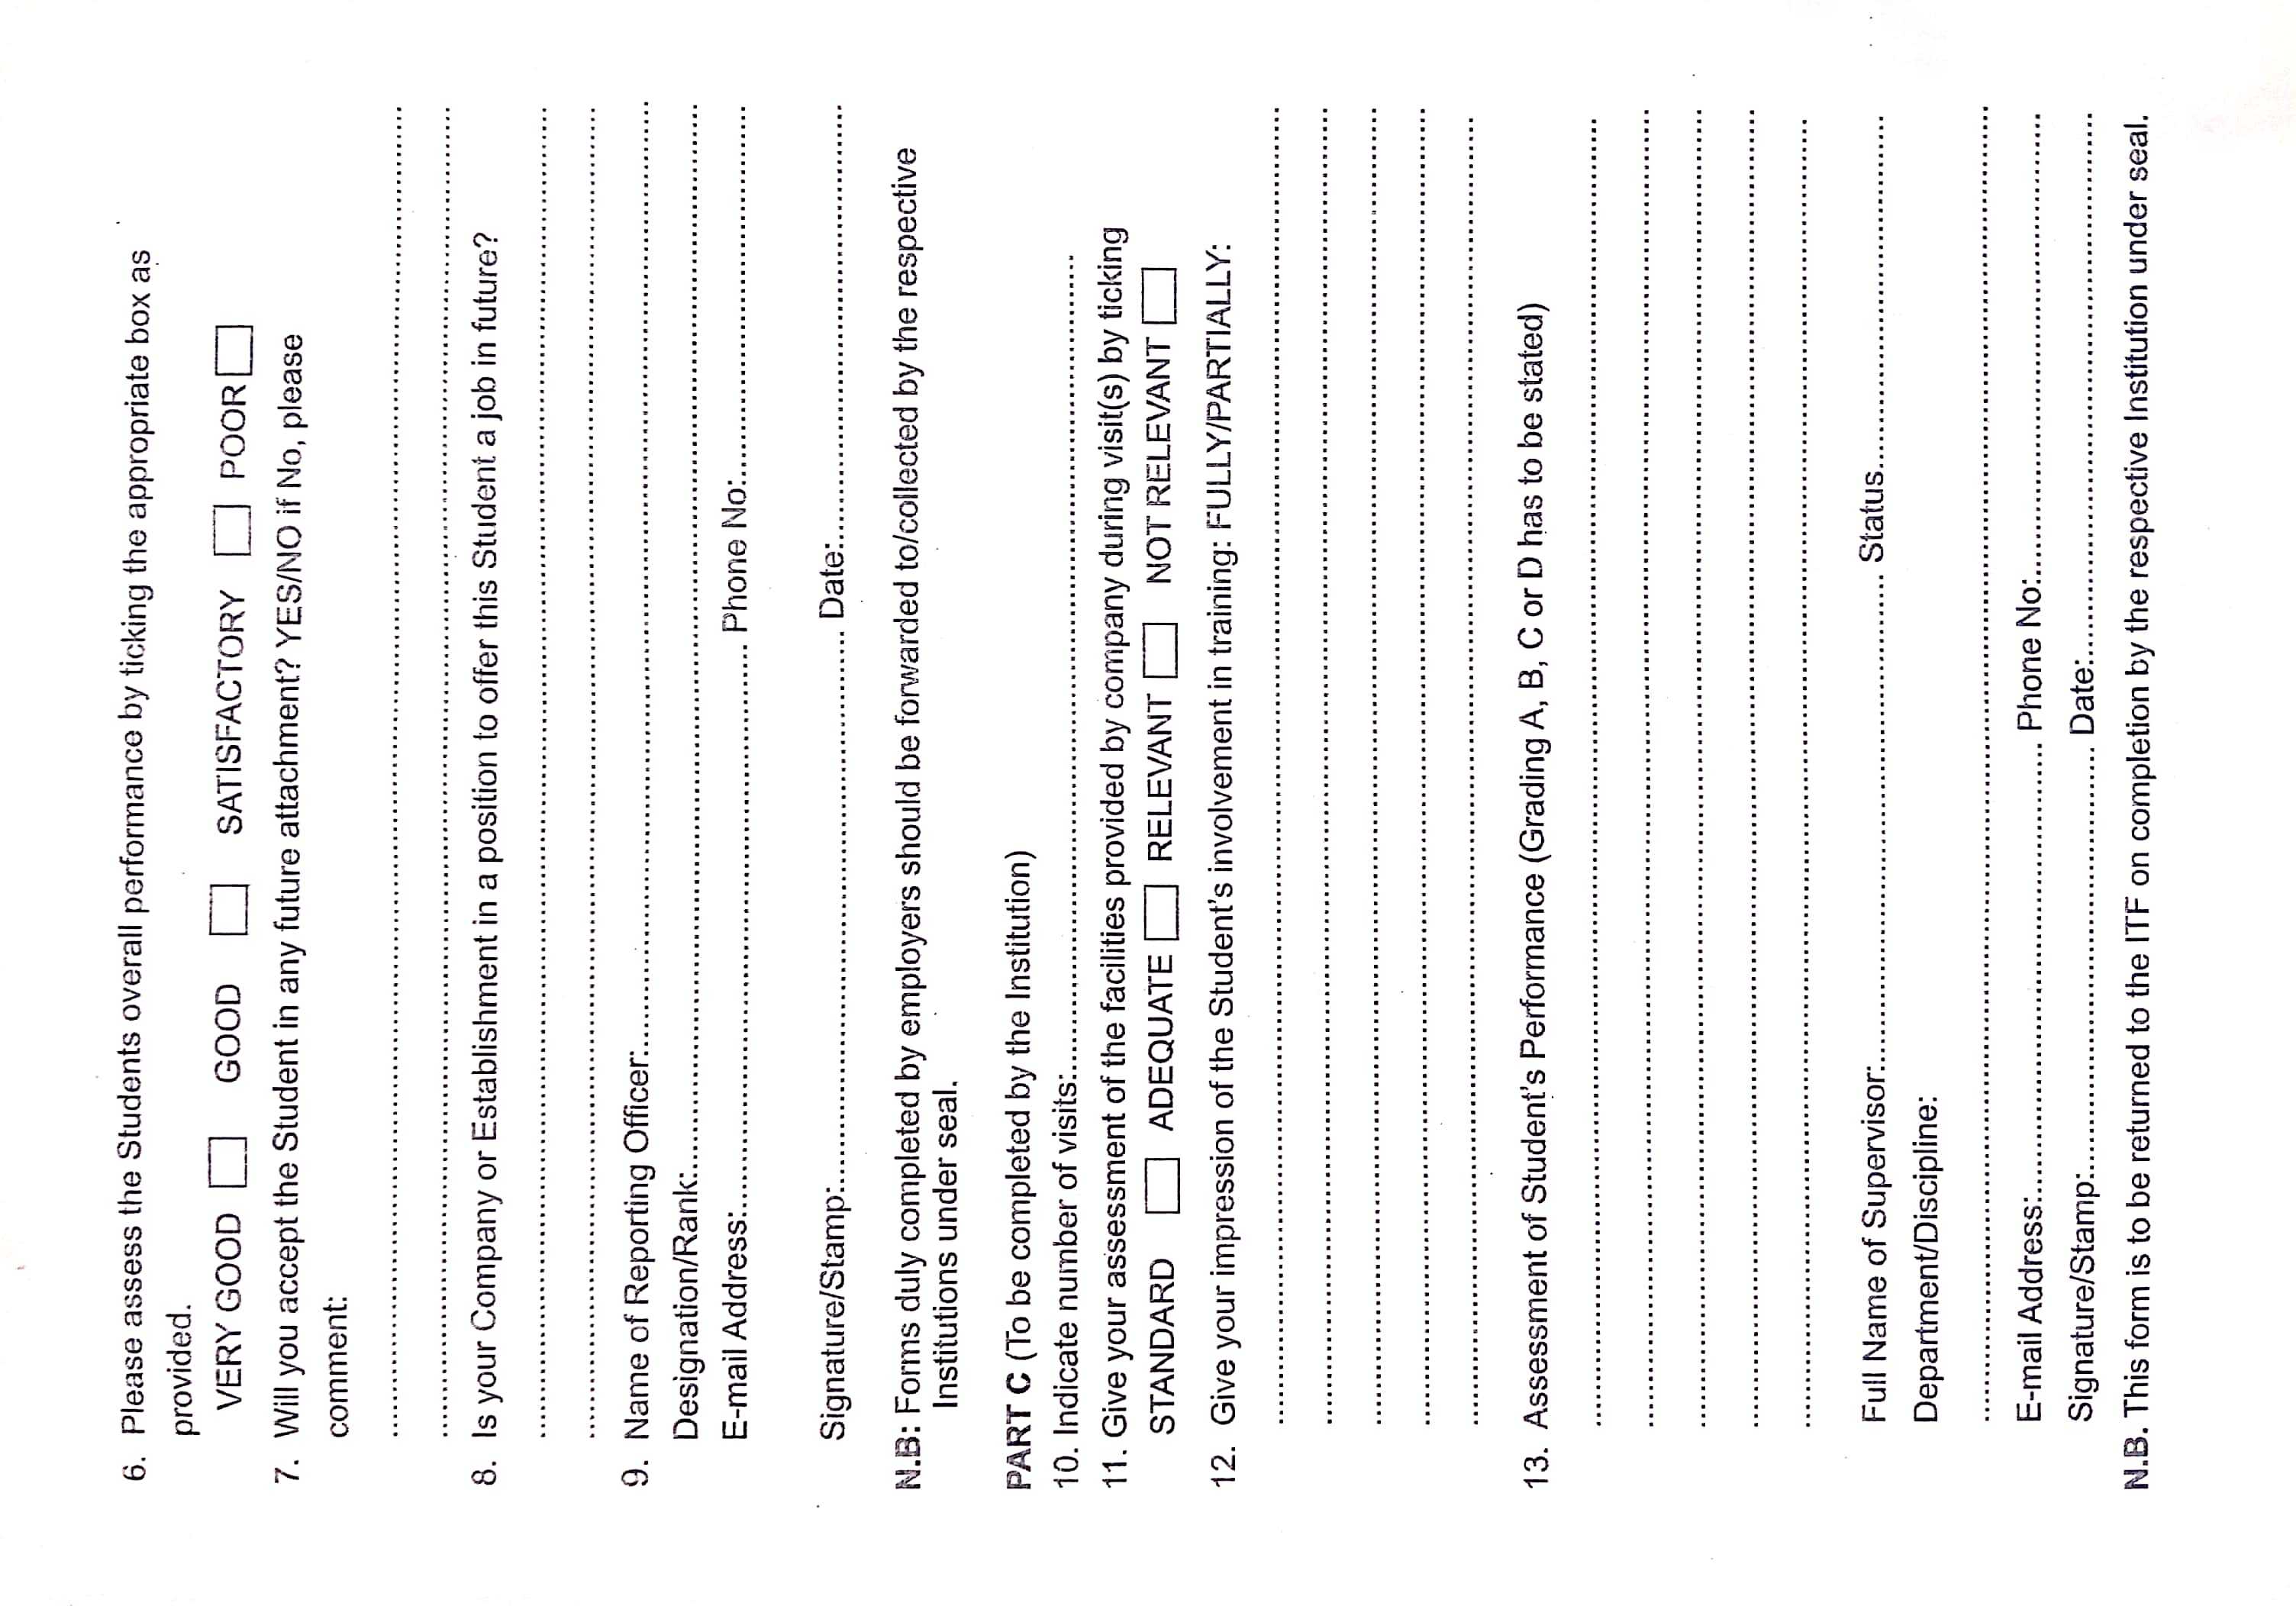 6. Please assess the Students overall performance by ticking the appropriate box as
provided.
VERY GOOD GOOD SATISFACTORY POOR
7. Will you accept the Student in any future attachment? YES/NO if No, please
comment:
8. Is your Company or Establishment in a position to offer this Student a job in future?
9. Name of Reporting Officer:
Designation/Rank:
E-mail Address: Phone No:
Signature/Stamp: Date:
N.B: Forms duly completed by employers should be forwarded to/collected by the respective
Institutions under seal.
PART C (To be completed by the Institution)
10. Indicate number of visits:
11. Give your assessment of the facilities provided by company during visit(s) by ticking
STANDARD ADEQUATE RELEVANT NOT RELEVANT
12. Give your impression of the Student's involvement in training: FULLY/PARTIALLY:
13. Assessment of Student's Performance (Grading A, B, C or D has to be stated)
Full Name of Supervisor: Status
Department/Discipline:
E-mail Address: Phone No:
Signature/Stamp: Date:
N.B. This form is to be returned to the ITF on completion by the respective Institution under seal.